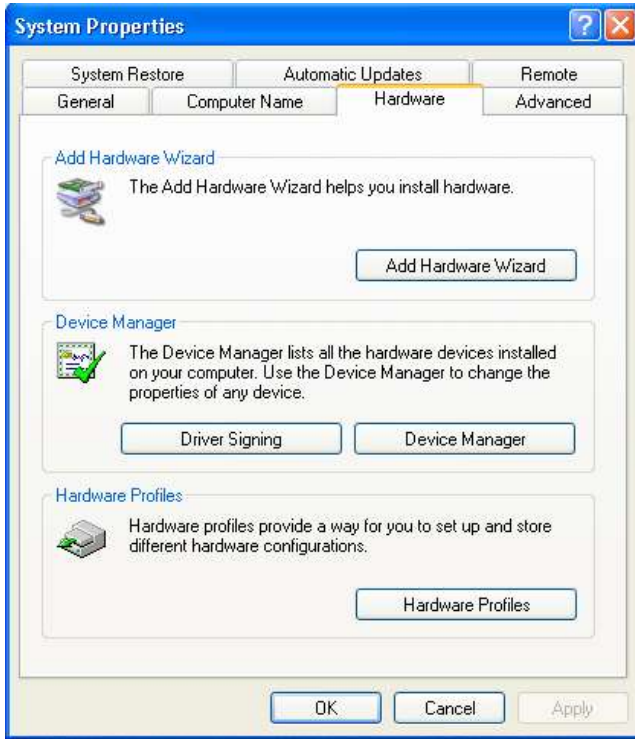 System Properties
System Restore
Automatic Updates
Remote
General
Computer Name
Hardware
Advanced
Add Hardware Wizard
The Add Hardware Wizard helps you install hardware.
Add Hardware Wizard
Device Manager
The Device Manager lists all the hardware devices installed
on your computer. Use the Device Manager to change the
properties of any device.
Driver Signing
Device Manager
Hardware Profiles
Hardware profiles provide a way for you to set up and store
different hardware configurations.
Hardware Profiles
OK
Cancel
Apply